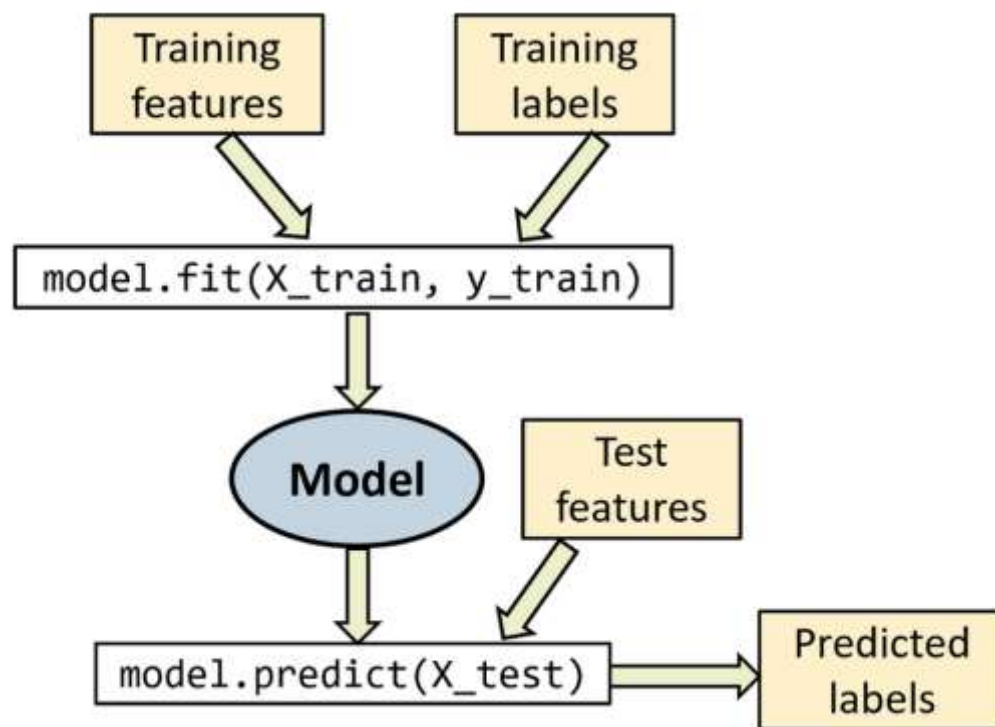 Training
features
Training
labels
model.fit(X_train, y_train)
Model
Test
features
model.predict(X_test)
Predicted
labels